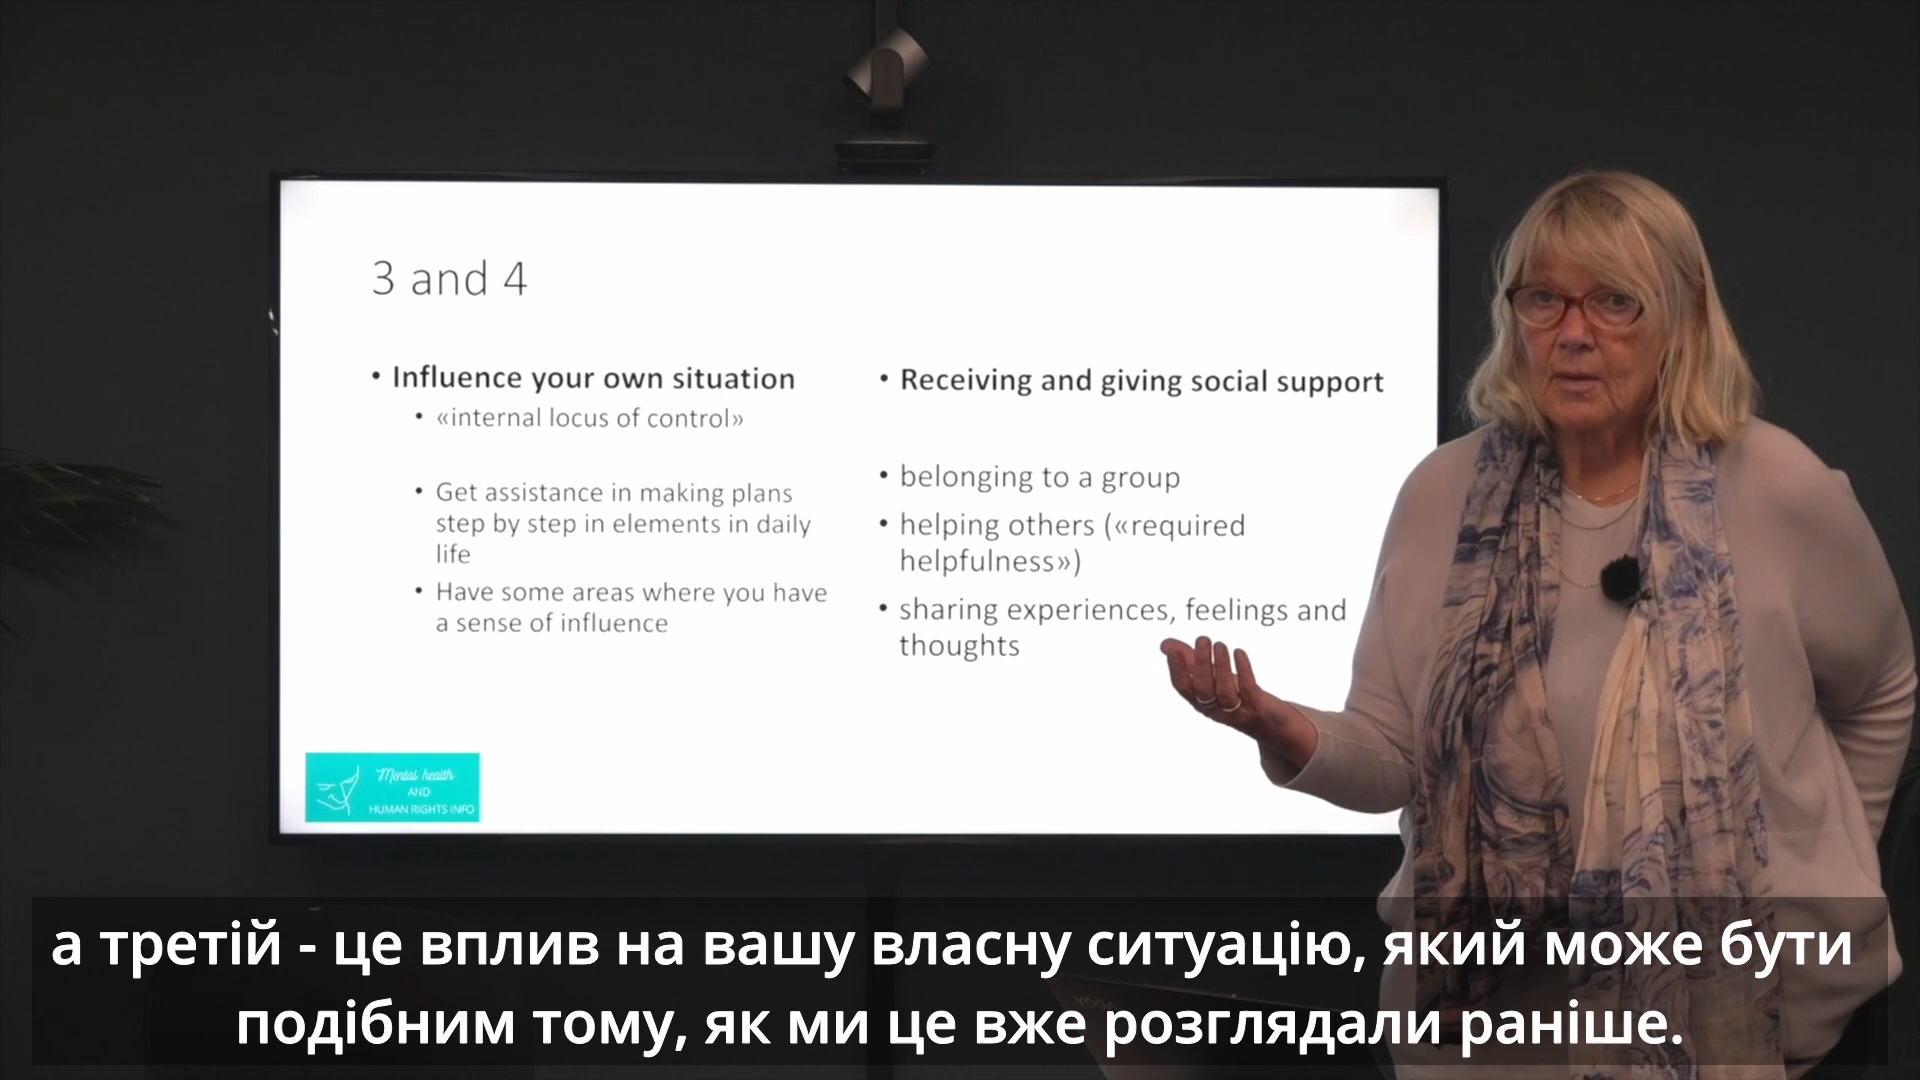 3 and 4
• Influence your own situation
• «internal locus of control»
• Get assistance in making plans
step by step in elements in daily
life
• Have some areas where you have
a sense of influence
• Receiving and giving social support
• belonging to a group
• helping others («required
helpfulness»)
• sharing experiences, feelings and
thoughts
Mental health
AND
HUMAN RIGHTS INFO
а третій - це вплив на вашу власну ситуацію, який може бути
подібним тому, як ми це вже розглядали раніше.